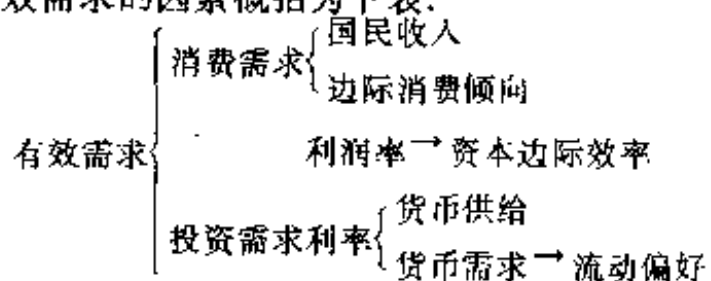 效需求的因素概括为下表:
消费需求{国民收入
边际消费倾向
有效需求{ 利润率→资本边际效率
投资需求利率{货币供给
货币需求→流动偏好